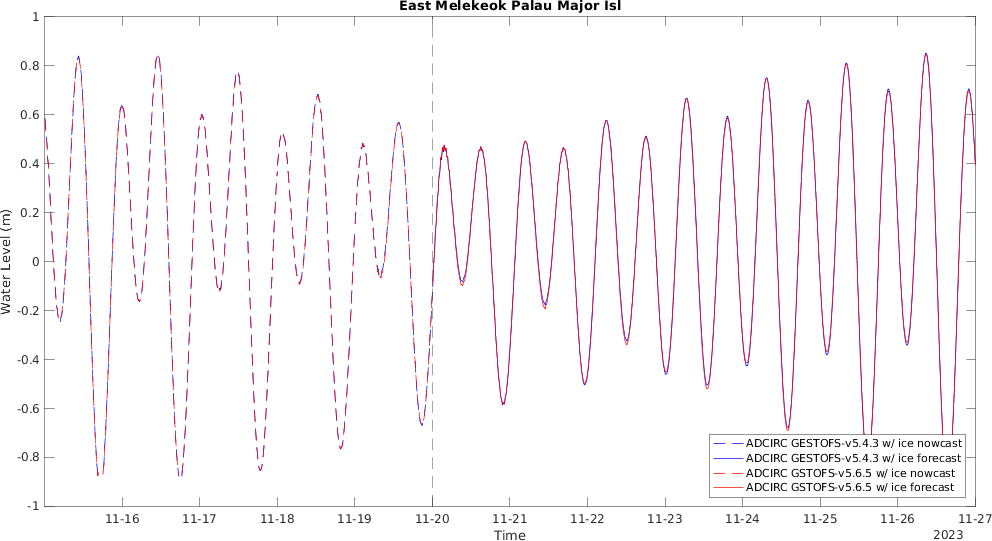 East Melekeok Palau Major Isl
Water Level (m)
1
0.8
0.6
0.4
0.2
0
-0.2
-0.4
-0.6
-0.8
-1
ADCIRC GESTOFS-v5.4.3 w/ ice nowcast
ADCIRC GESTOFS-v5.4.3 w/ ice forecast
ADCIRC GSTOFS-v5.6.5 w/ ice nowcast
ADCIRC GSTOFS-v5.6.5 w/ ice forecast
11-16 11-17 11-18 11-19 11-20 11-21 11-22 11-23 11-24 11-25 11-26 11-27
Time
2023